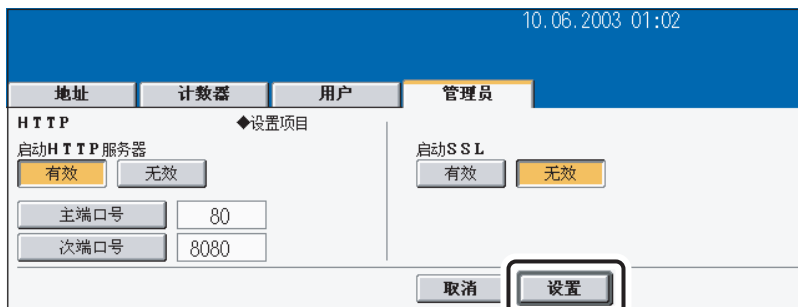 10.06.2003 01:02
地址 计数器 用户 管理员
HTTP ◆设置项目
启动HTTP服务器 启动SSL
有效 无效 有效 无效
主端口号 80
次端口号 8080
取消 设置